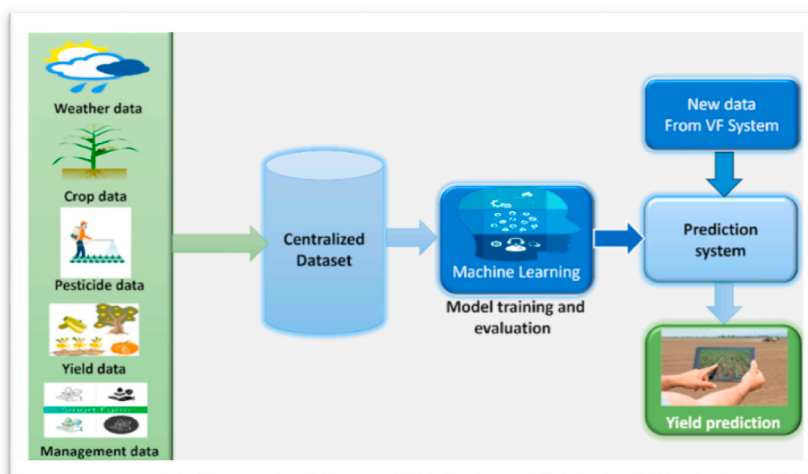 Weather data
Crop data
Pesticide data
Yield data
Management data
Centralized
Dataset
Machine Learning
Model training and
evaluation
New data
From VF System
Prediction
system
Yield prediction